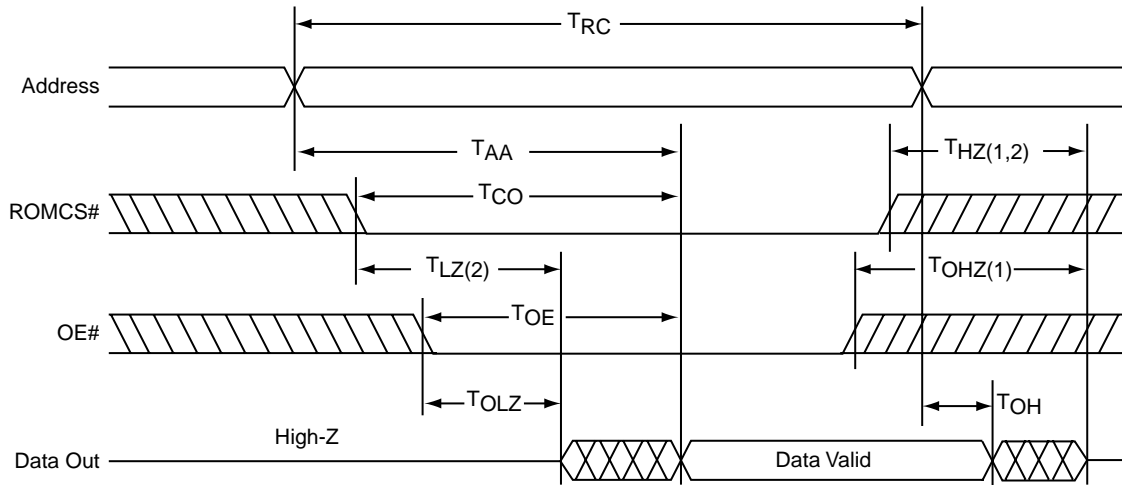 TRC
Address
TAA
THZ(1,2)
TCO
ROMCS#
TLZ(2)
TOHZ(1)
TOE
OE#
TOLZ
TOH
High-Z
Data Out
Data Valid